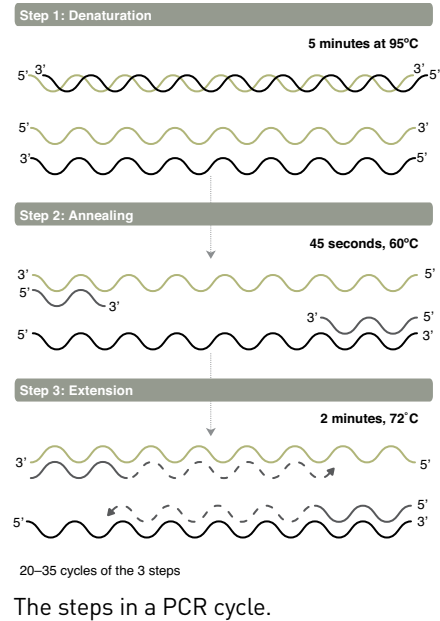 Step 1: Denaturation
5 minutes at 95ºC
5’ 3’ 3’ 5’
5’ 3’
3’ 5’
Step 2: Annealing
45 seconds, 60ºC
3’ 5’
5’ 3’
3’ 5’
5’ 3’
Step 3: Extension
2 minutes, 72˚C
3’ 5’
5’
5’ 3’
20–35 cycles of the 3 steps
The steps in a PCR cycle.